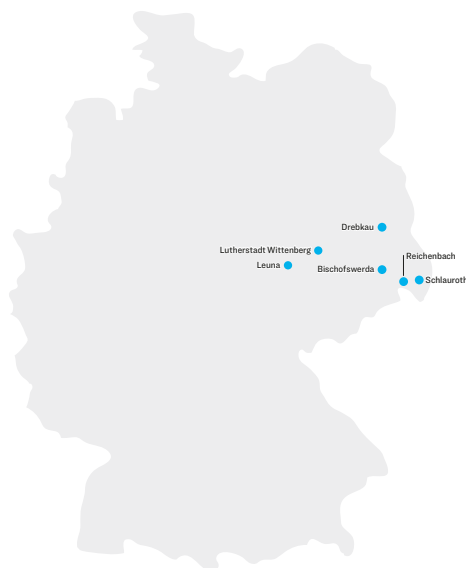 Drebkau
Lutherstadt Wittenberg
Reichenbach
Leuna
Bischofswerda
Schlauroth